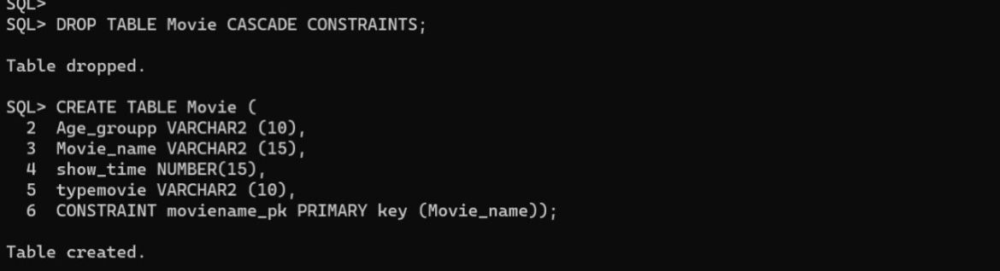 SQL>
SQL> DROP TABLE Movie CASCADE CONSTRAINTS;
Table dropped.
SQL> CREATE TABLE Movie (
2 Age_groupp VARCHAR2 (10),
3 Movie_name VARCHAR2 (15),
4 show_time NUMBER(15),
5 typemovie VARCHAR2 (10),
6 CONSTRAINT moviename_pk PRIMARY key (Movie_name));
Table created.